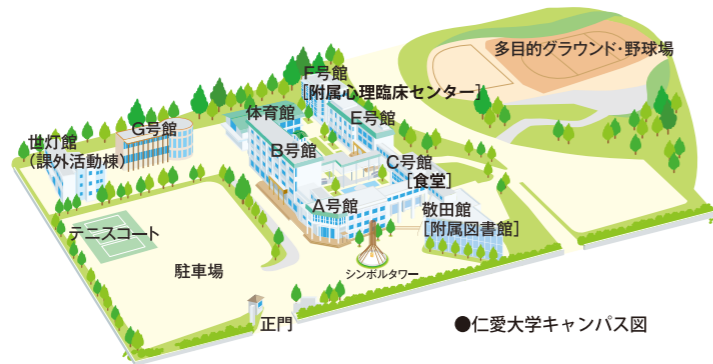 多目的グラウンド・野球場
F号館
[附属心理臨床センター]
体育館
E号館
G号館
世灯館
(課外活動棟)
B号館
C号館
[食堂]
A号館
敬田館
[附属図書館]
テニスコート
駐車場
シンボルタワー
正門
●仁愛大学キャンパス図